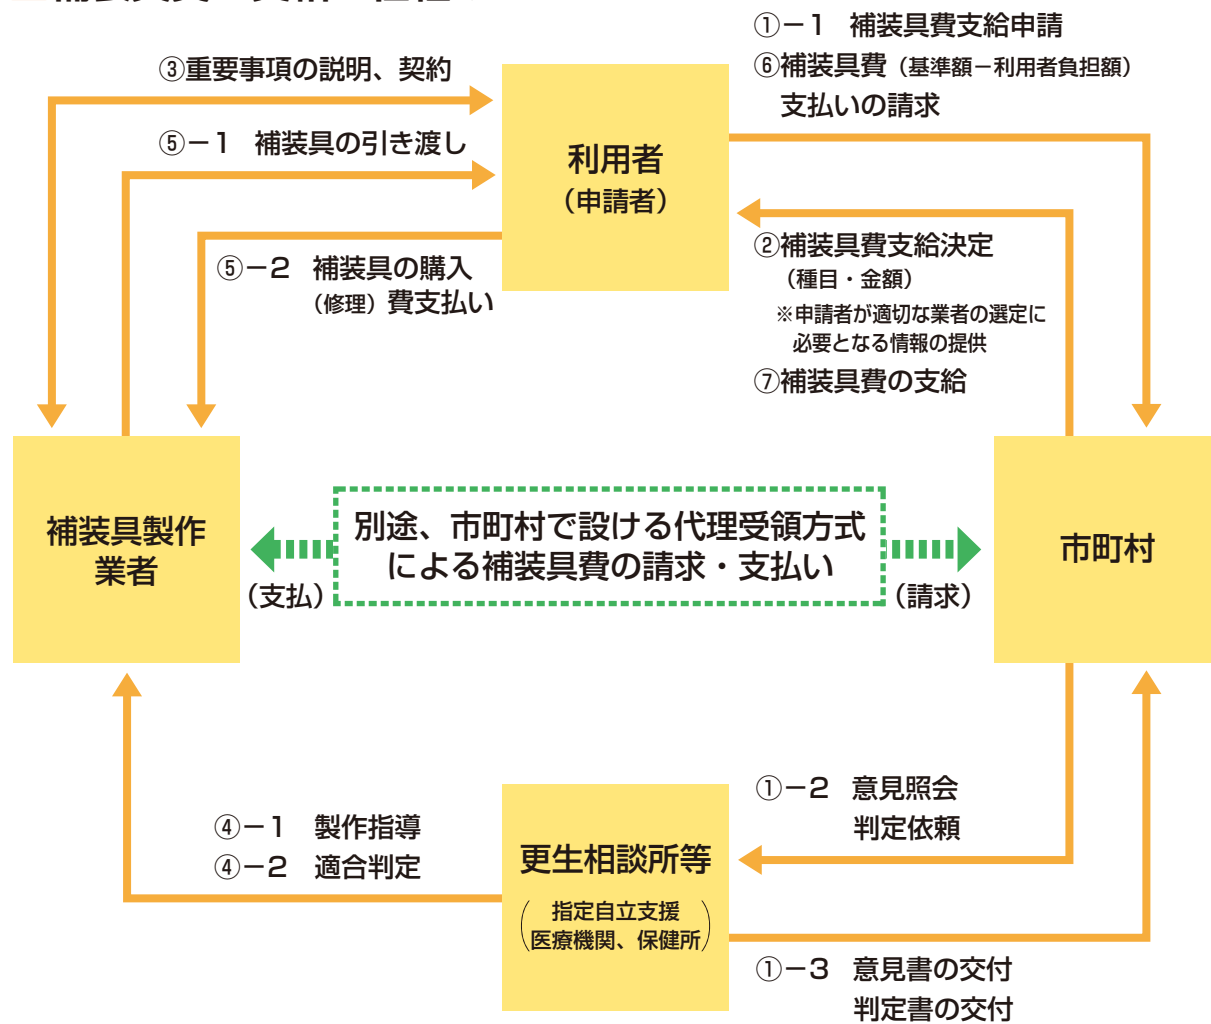 ①－1　補装具費支給申請
⑥補装具費（基準額－利用者負担額）
支払いの請求
③重要事項の説明、契約
⑤－1　補装具の引き渡し
利用者
（申請者）
⑤－2　補装具の購入
（修理）費支払い
②補装具費支給決定
（種目・金額）
※申請者が適切な業者の選定に
必要となる情報の提供
⑦補装具費の支給
補装具製作
業者
別途、市町村で設ける代理受領方式
による補装具費の請求・支払い
（支払）
（請求）
市町村
①－2　意見照会
判定依頼
④－1　製作指導
④－2　適合判定
更生相談所等
（指定自立支援
医療機関、保健所）
①－3　意見書の交付
判定書の交付